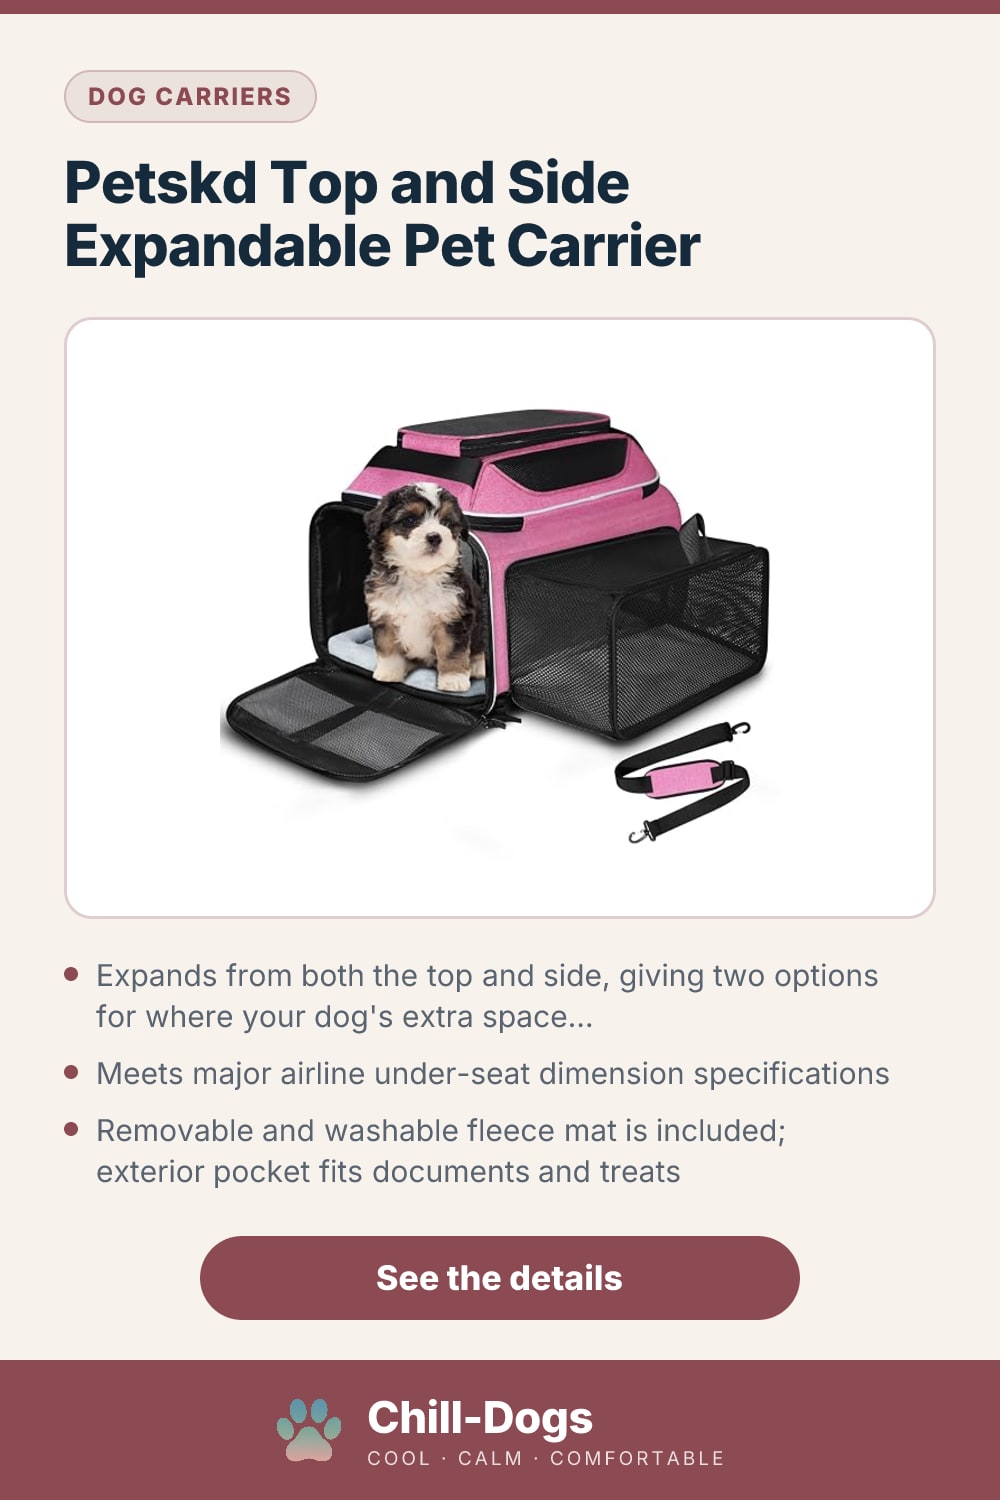 DOG CARRIERS
Petskd Top and Side
Expandable Pet Carrier
Expands from both the top and side, giving two options
for where your dog's extra space...
Meets major airline under-seat dimension specifications
Removable and washable fleece mat is included;
exterior pocket fits documents and treats
See the details
Chill-Dogs
COOL · CALM · COMFORTABLE